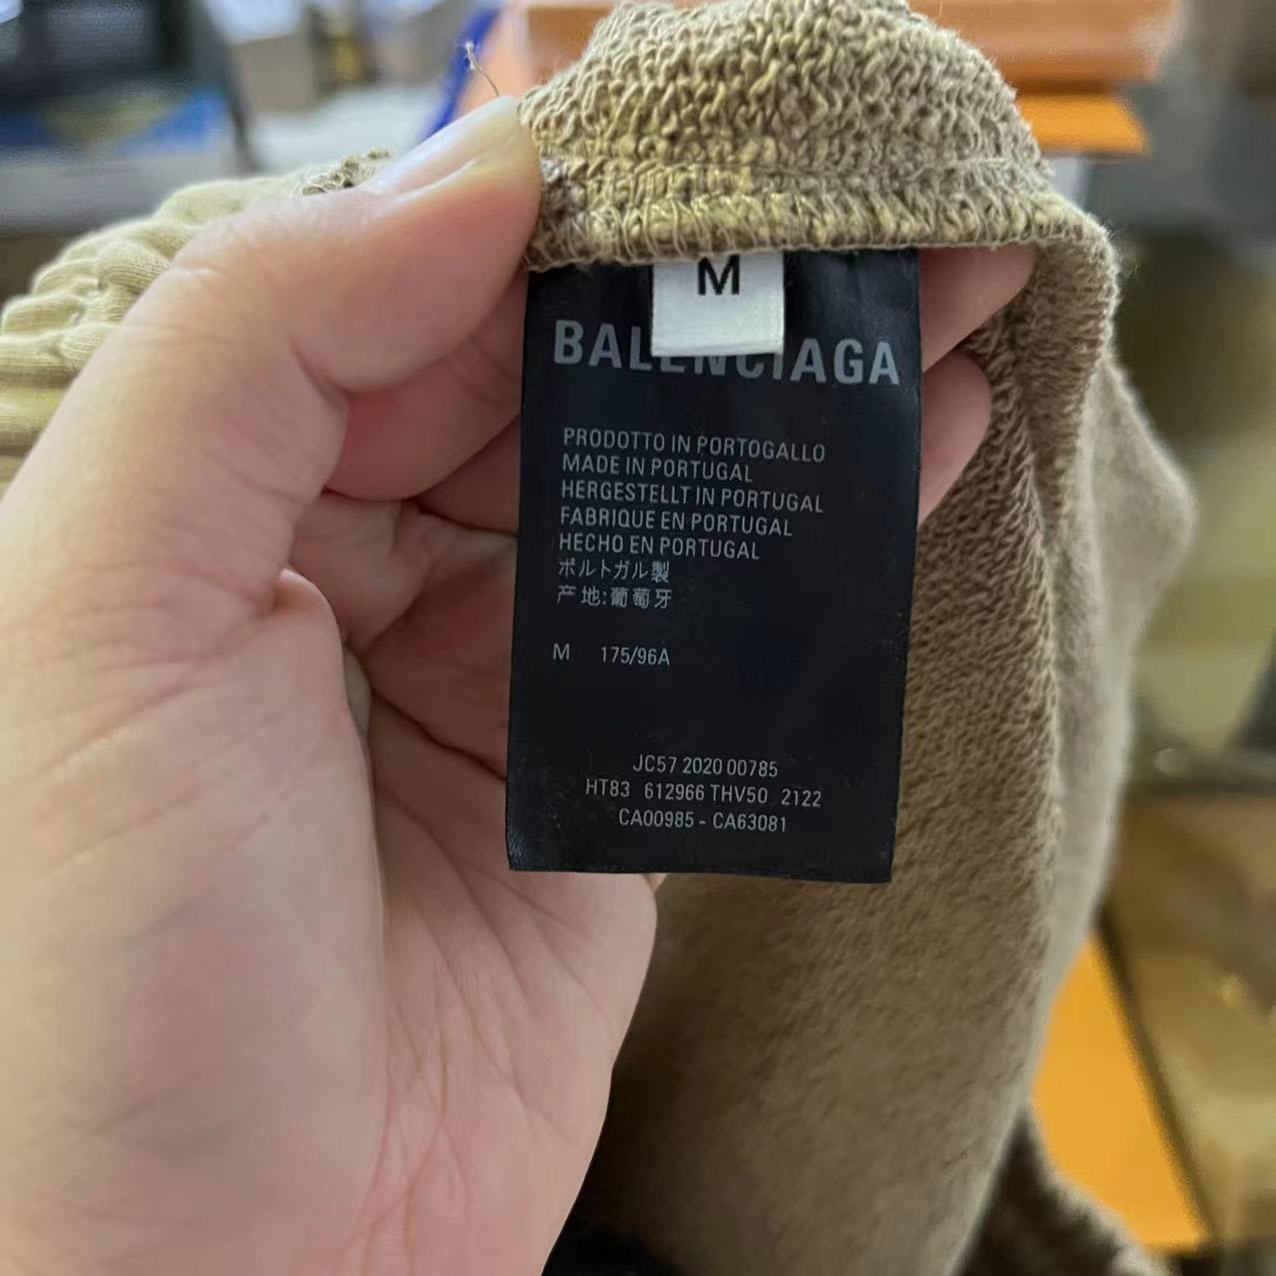 M
BALENCIAGA
PRODOTTO IN PORTOGALLO
MADE IN PORTUGAL
HERGESTELLT IN PORTUGAL
FABRIQUE EN PORTUGAL
HECHO EN PORTUGAL
ポルトガル製
产地:葡萄牙
M 175/96A
JC57 2020 00785
HT83 612966 THV50 2122
CA00985 - CA63081